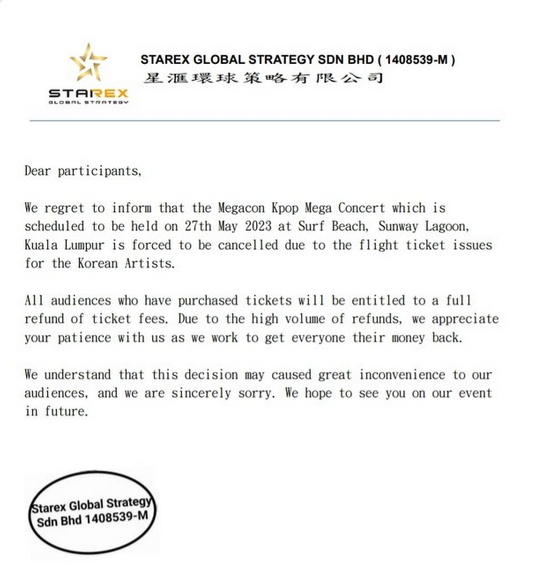 STAREX GLOBAL STRATEGY SDN BHD ( 1408539-M )
星滙環球策略有限公司
STAREX
GLOBAL STRATEGY
Dear participants,
We regret to inform that the Megacon Kpop Mega Concert which is
scheduled to be held on 27th May 2023 at Surf Beach, Sunway Lagoon,
Kuala Lumpur is forced to be cancelled due to the flight ticket issues
for the Korean Artists.
All audiences who have purchased tickets will be entitled to a full
refund of ticket fees. Due to the high volume of refunds, we appreciate
your patience with us as we work to get everyone their money back.
We understand that this decision may caused great inconvenience to our
audiences, and we are sincerely sorry. We hope to see you on our event
in future.
Starex Global Strategy
Sdn Bhd 1408539-M